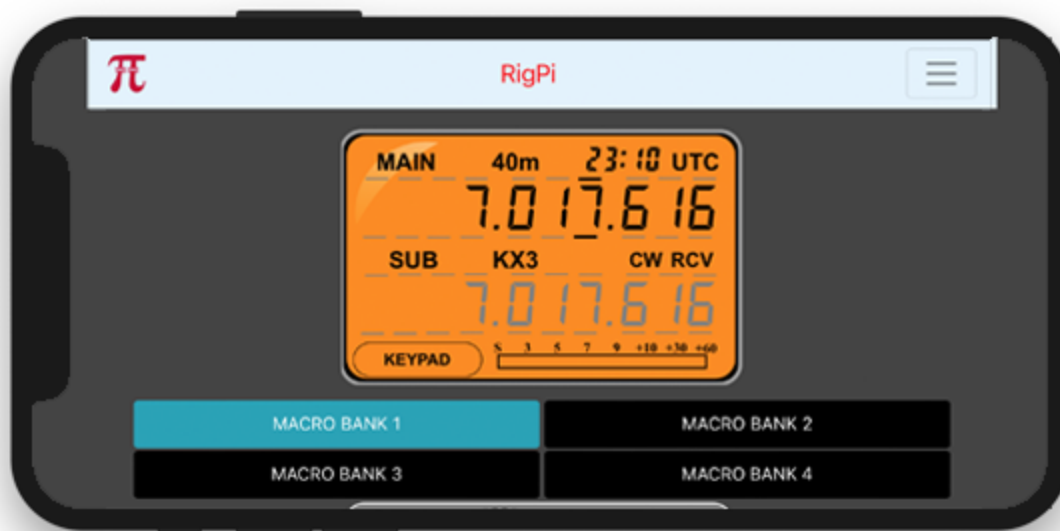 π RigPi
MAIN 40m 23:10 UTC
7.017.616
SUB KX3 CW RCV
7.017.616
KEYPAD S 3 5 7 9 +10 +30 +60
MACRO BANK 1 MACRO BANK 2
MACRO BANK 3 MACRO BANK 4